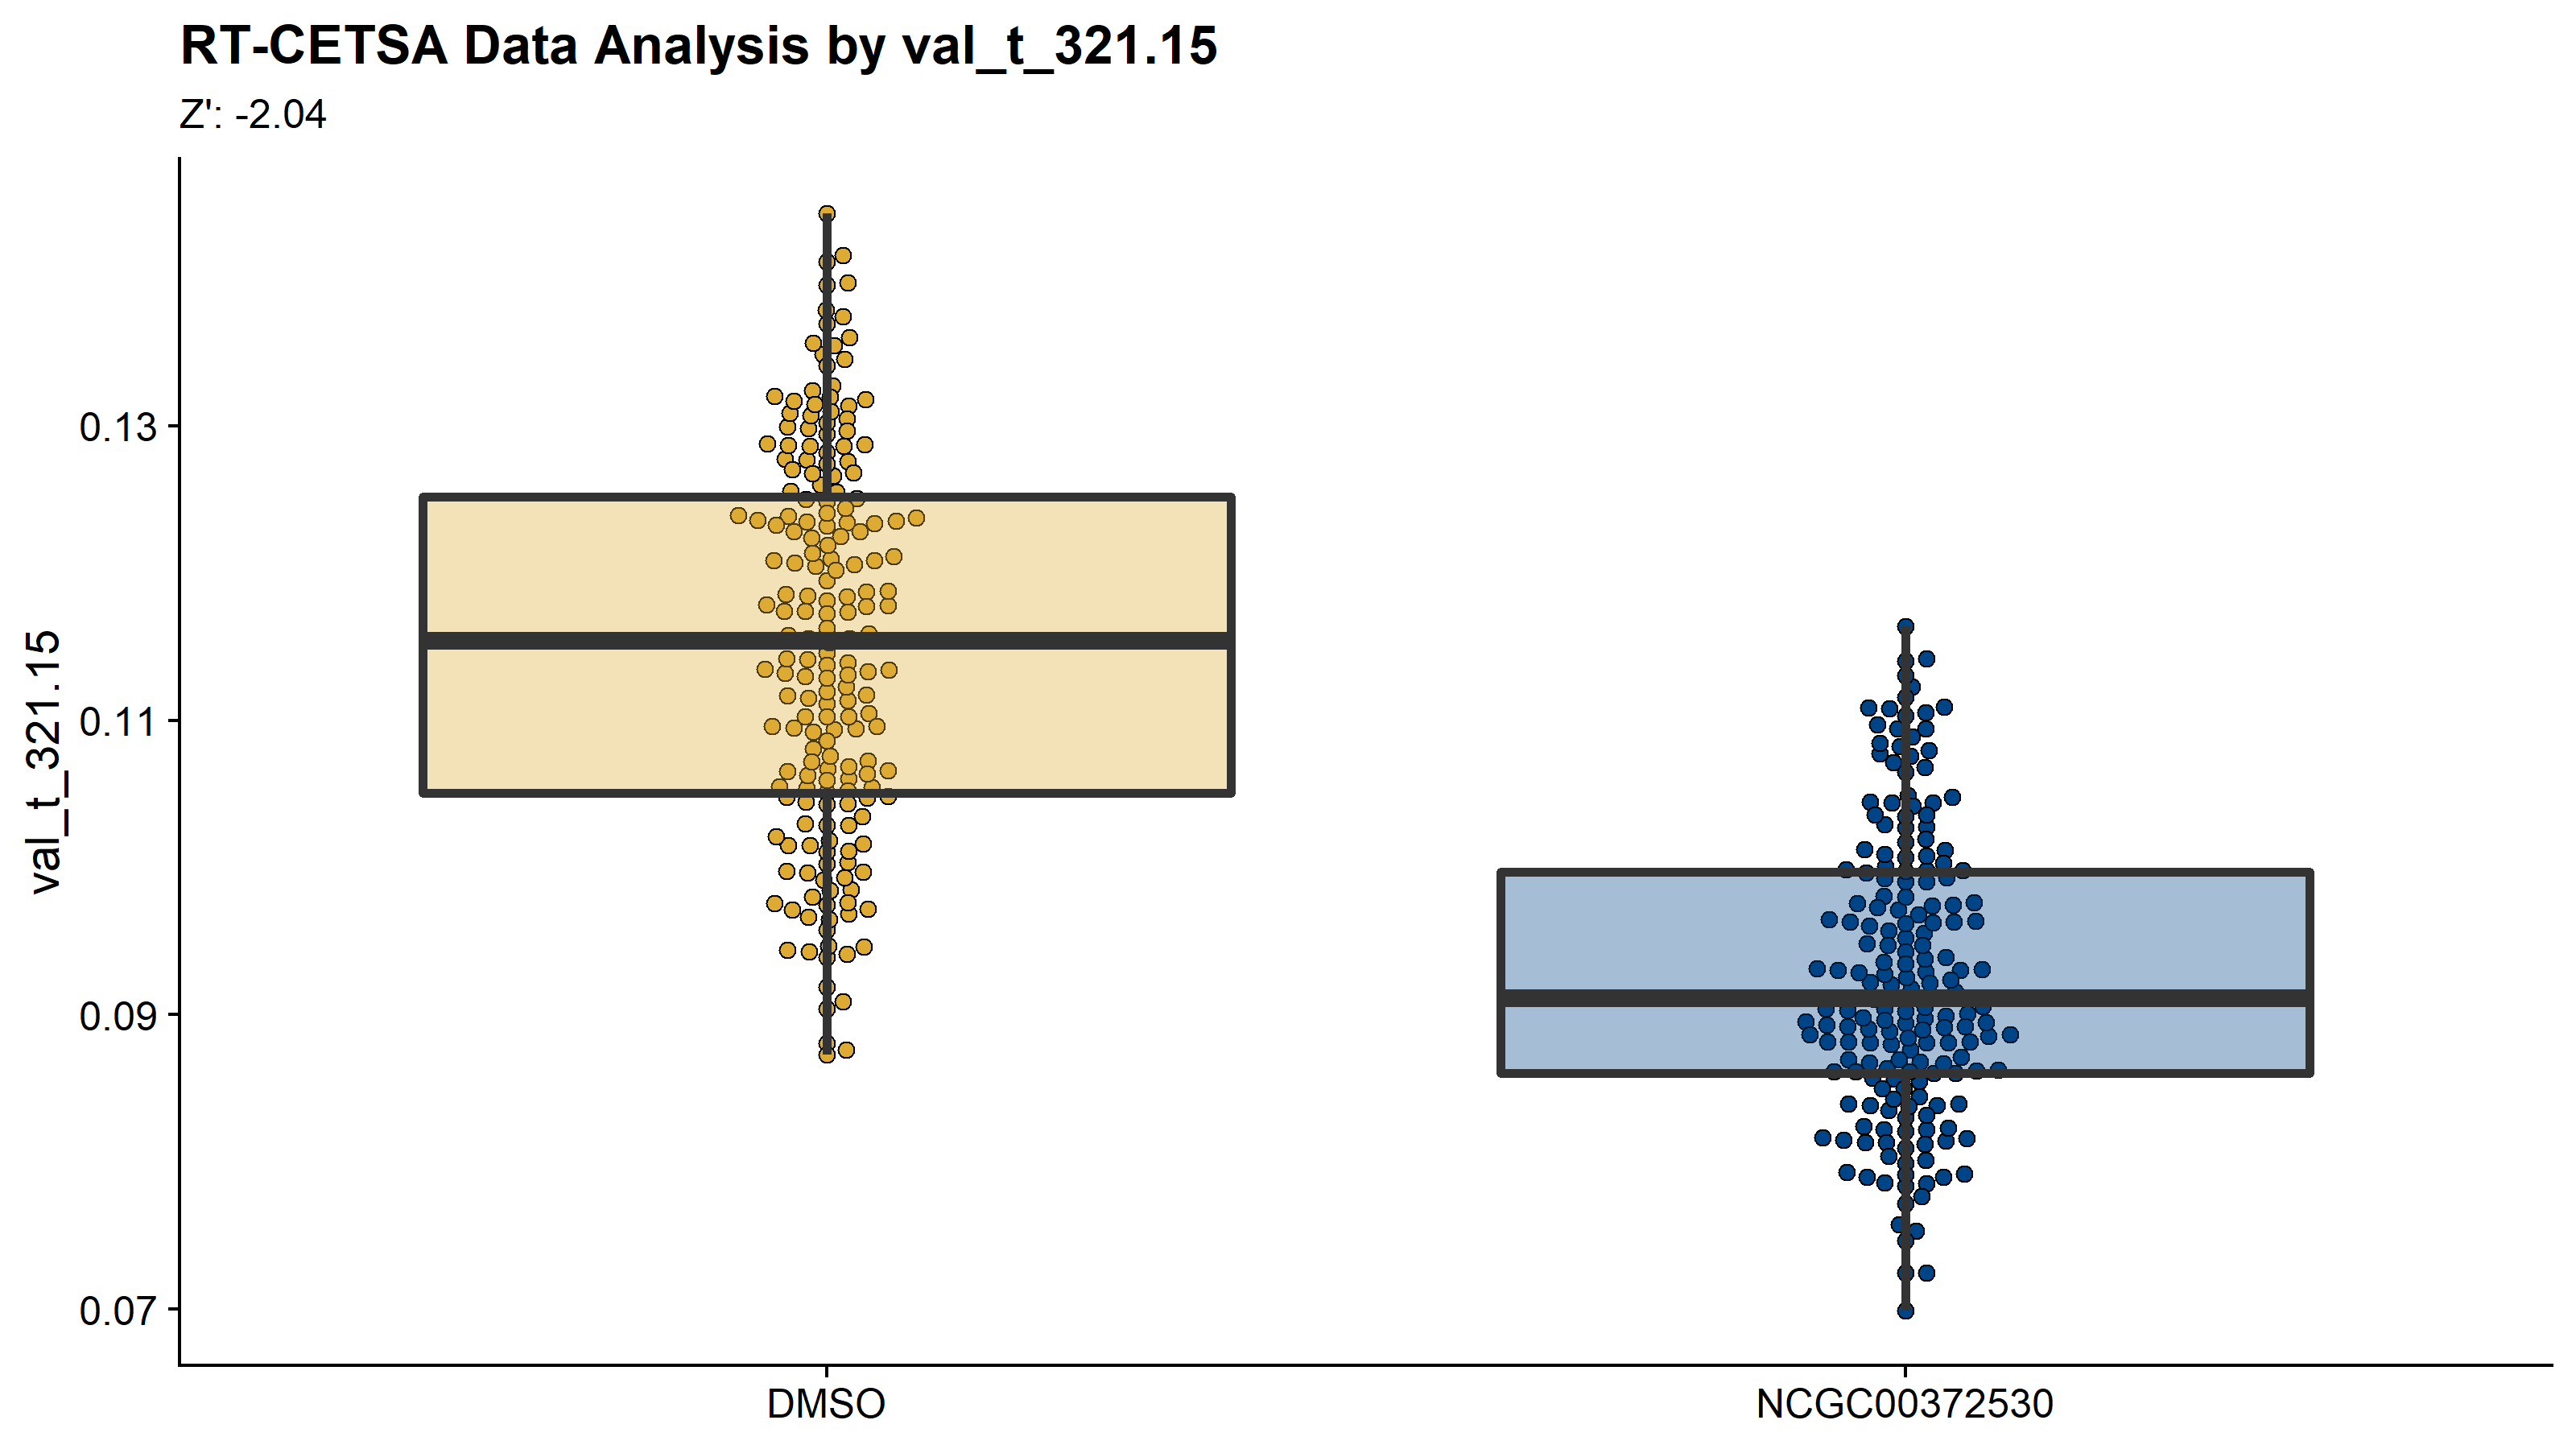 RT-CETSA Data Analysis by val_t_321.15
Z': -2.04
val_t_321.15
0.13
0.11
0.09
0.07
DMSO
NCGC00372530